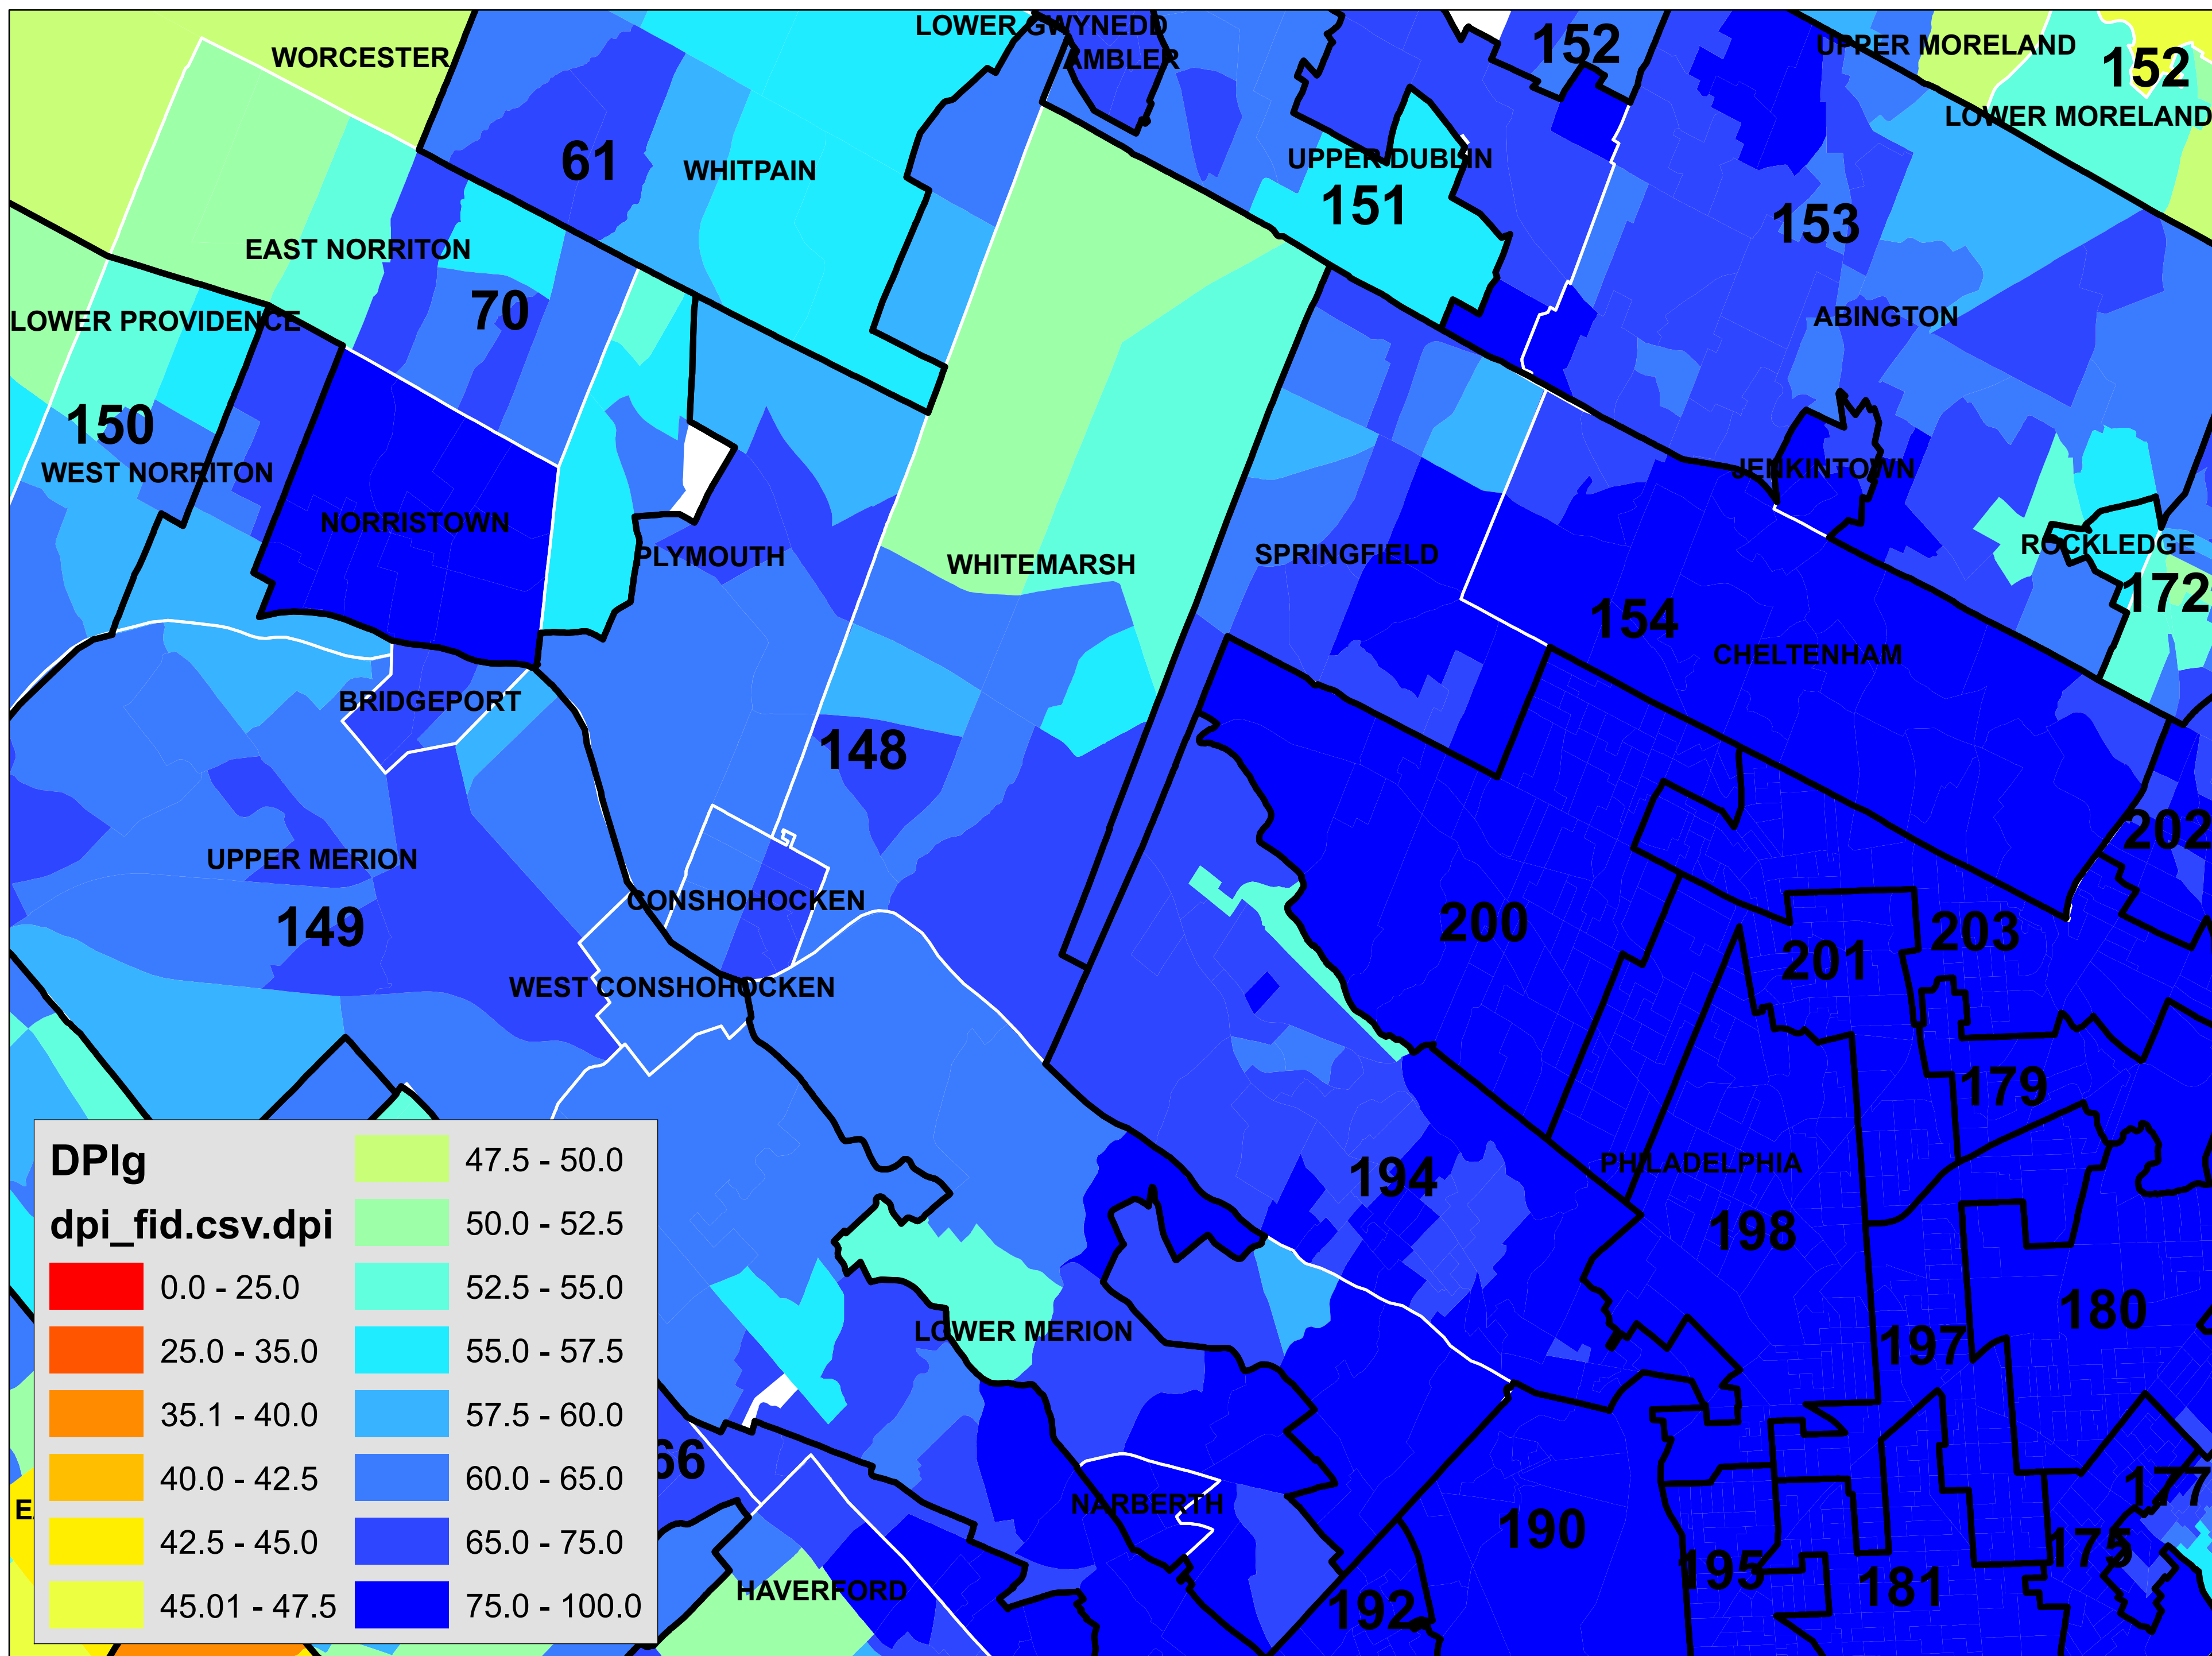 LOWER GWYNEDD
WORCESTER
AMBLER
152
UPPER MORELAND
152
LOWER MORELAND
61
WHITPAIN
UPPER DUBLIN
151
153
EAST NORRITON
70
LOWER PROVIDENCE
ABINGTON
150
WEST NORRITON
JENKINTOWN
NORRISTOWN
PLYMOUTH
WHITEMARSH
SPRINGFIELD
ROCKLEDGE
172
154
CHELTENHAM
BRIDGEPORT
148
202
UPPER MERION
149
CONSHOHOCKEN
200
203
201
WEST CONSHOHOCKEN
179
PHILADELPHIA
194
198
180
197
LOWER MERION
66
NARBERTH
190
177
175
195
181
HAVERFORD
192
E
DPIg
dpi_fid.csv.dpi
0.0 - 25.0
25.0 - 35.0
35.1 - 40.0
40.0 - 42.5
42.5 - 45.0
45.01 - 47.5
47.5 - 50.0
50.0 - 52.5
52.5 - 55.0
55.0 - 57.5
57.5 - 60.0
60.0 - 65.0
65.0 - 75.0
75.0 - 100.0